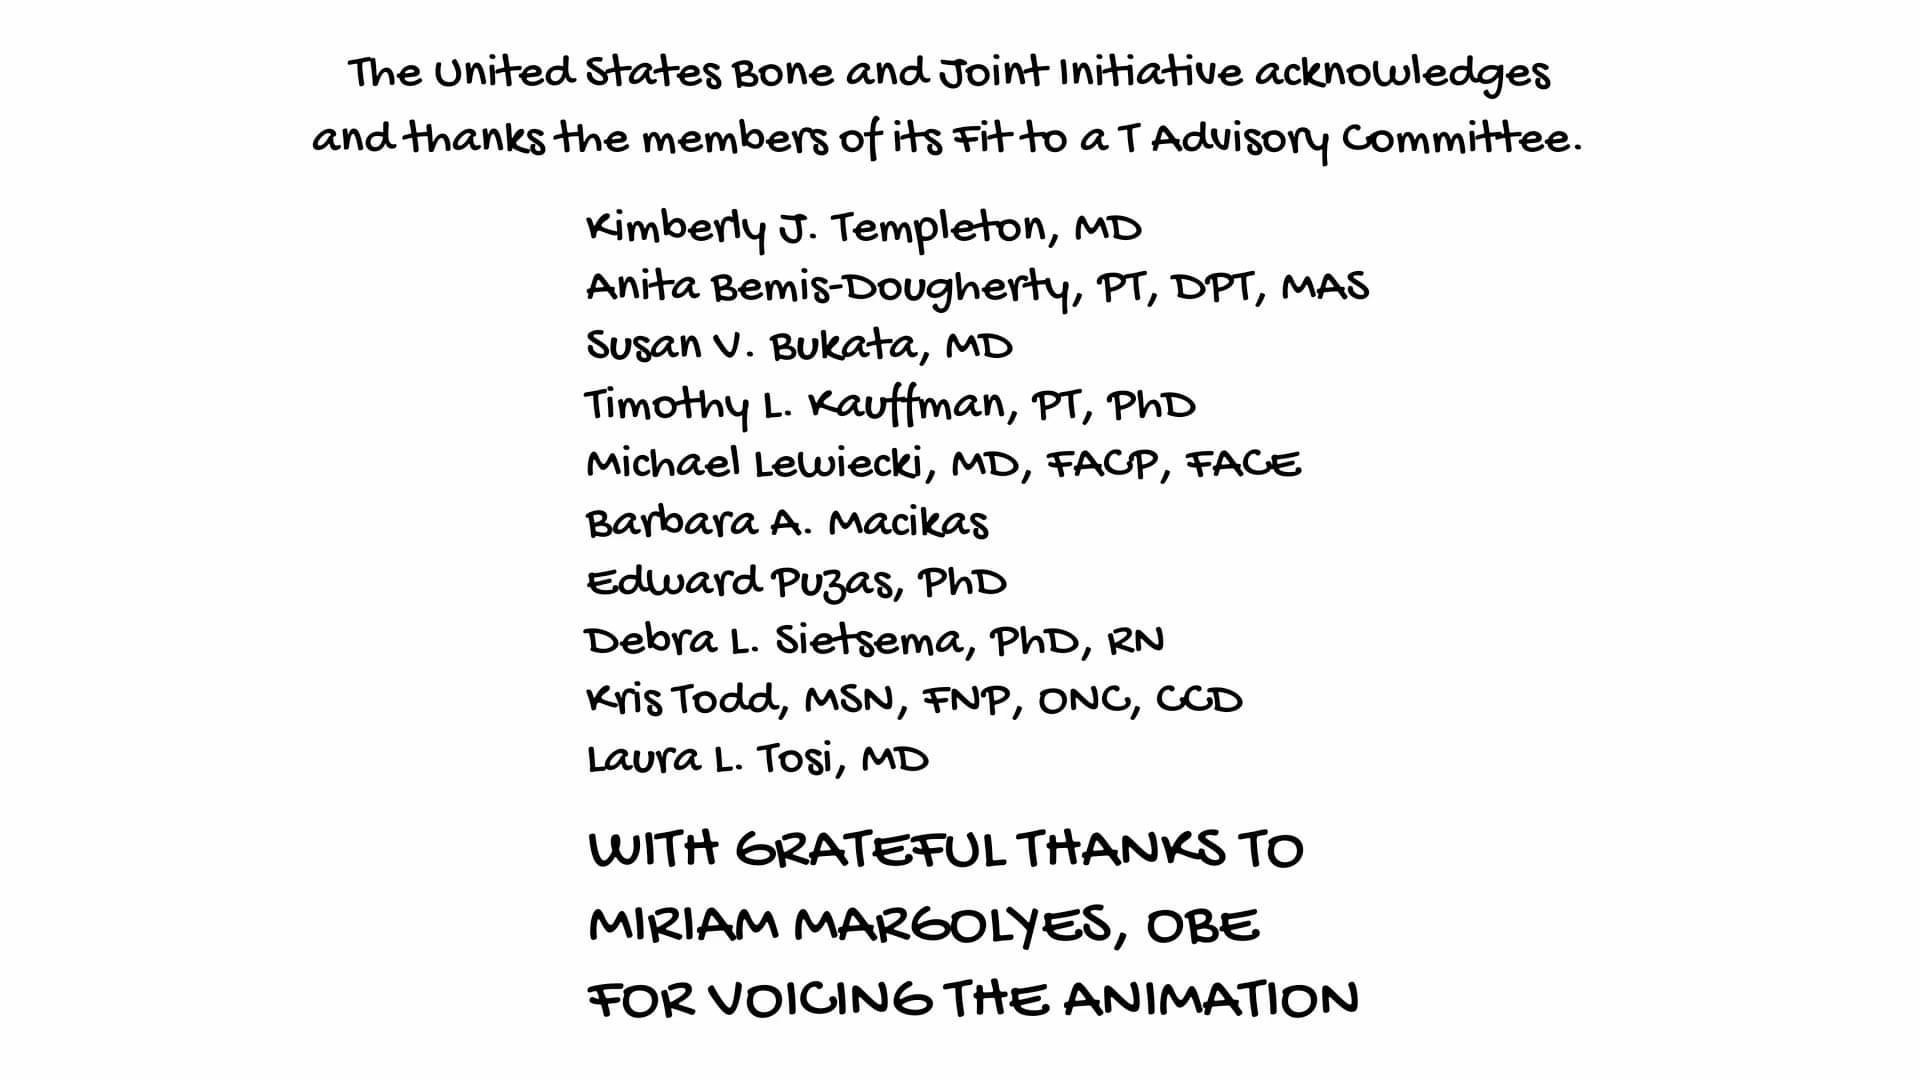 The United States Bone and Joint Initiative acknowledges
and thanks the members of its Fit to a T Advisory Committee.
Kimberly J. Templeton, MD
Anita Bemis-Dougherty, PT, DPT, MAS
Susan V. Bukata, MD
Timothy L. Kauffman, PT, PhD
Michael Lewiecki, MD, FACP, FACE
Barbara A. Macikas
Edward Puzas, PhD
Debra L. Sietsema, PhD, RN
Kris Todd, MSN, FNP, ONC, CCD
Laura L. Tosi, MD
WITH GRATEFUL THANKS TO
MIRIAM MARGOLYES, OBE
FOR VOICING THE ANIMATION